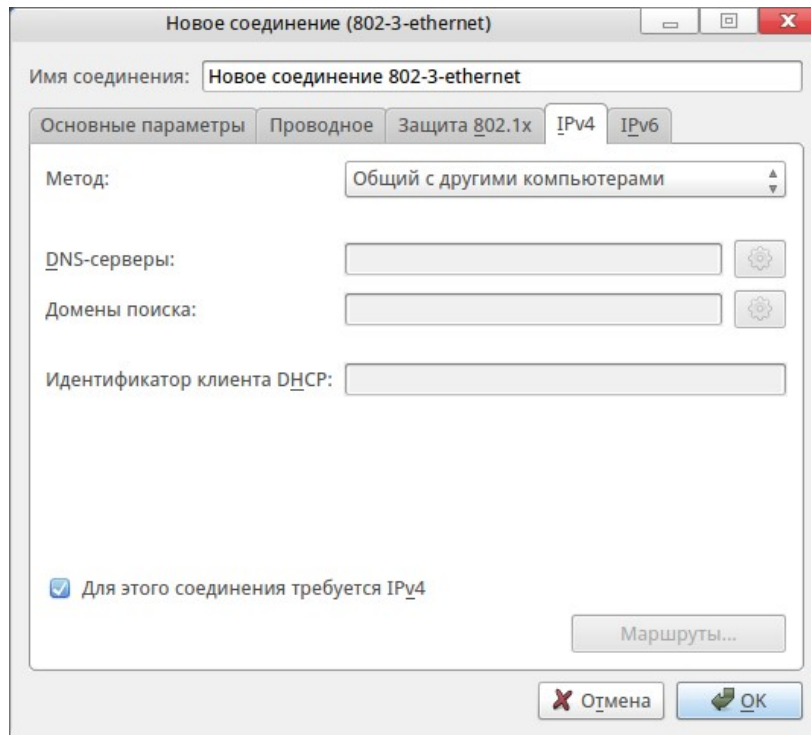 Новое соединение (802-3-ethernet)
Имя соединения: Новое соединение 802-3-ethernet
Основные параметры Проводное Защита 802.1x IPv4 IPv6
Метод: Общий с другими компьютерами
DNS-серверы:
Домены поиска:
Идентификатор клиента DHCP:
Для этого соединения требуется IPv4
Маршруты...
Отмена OK